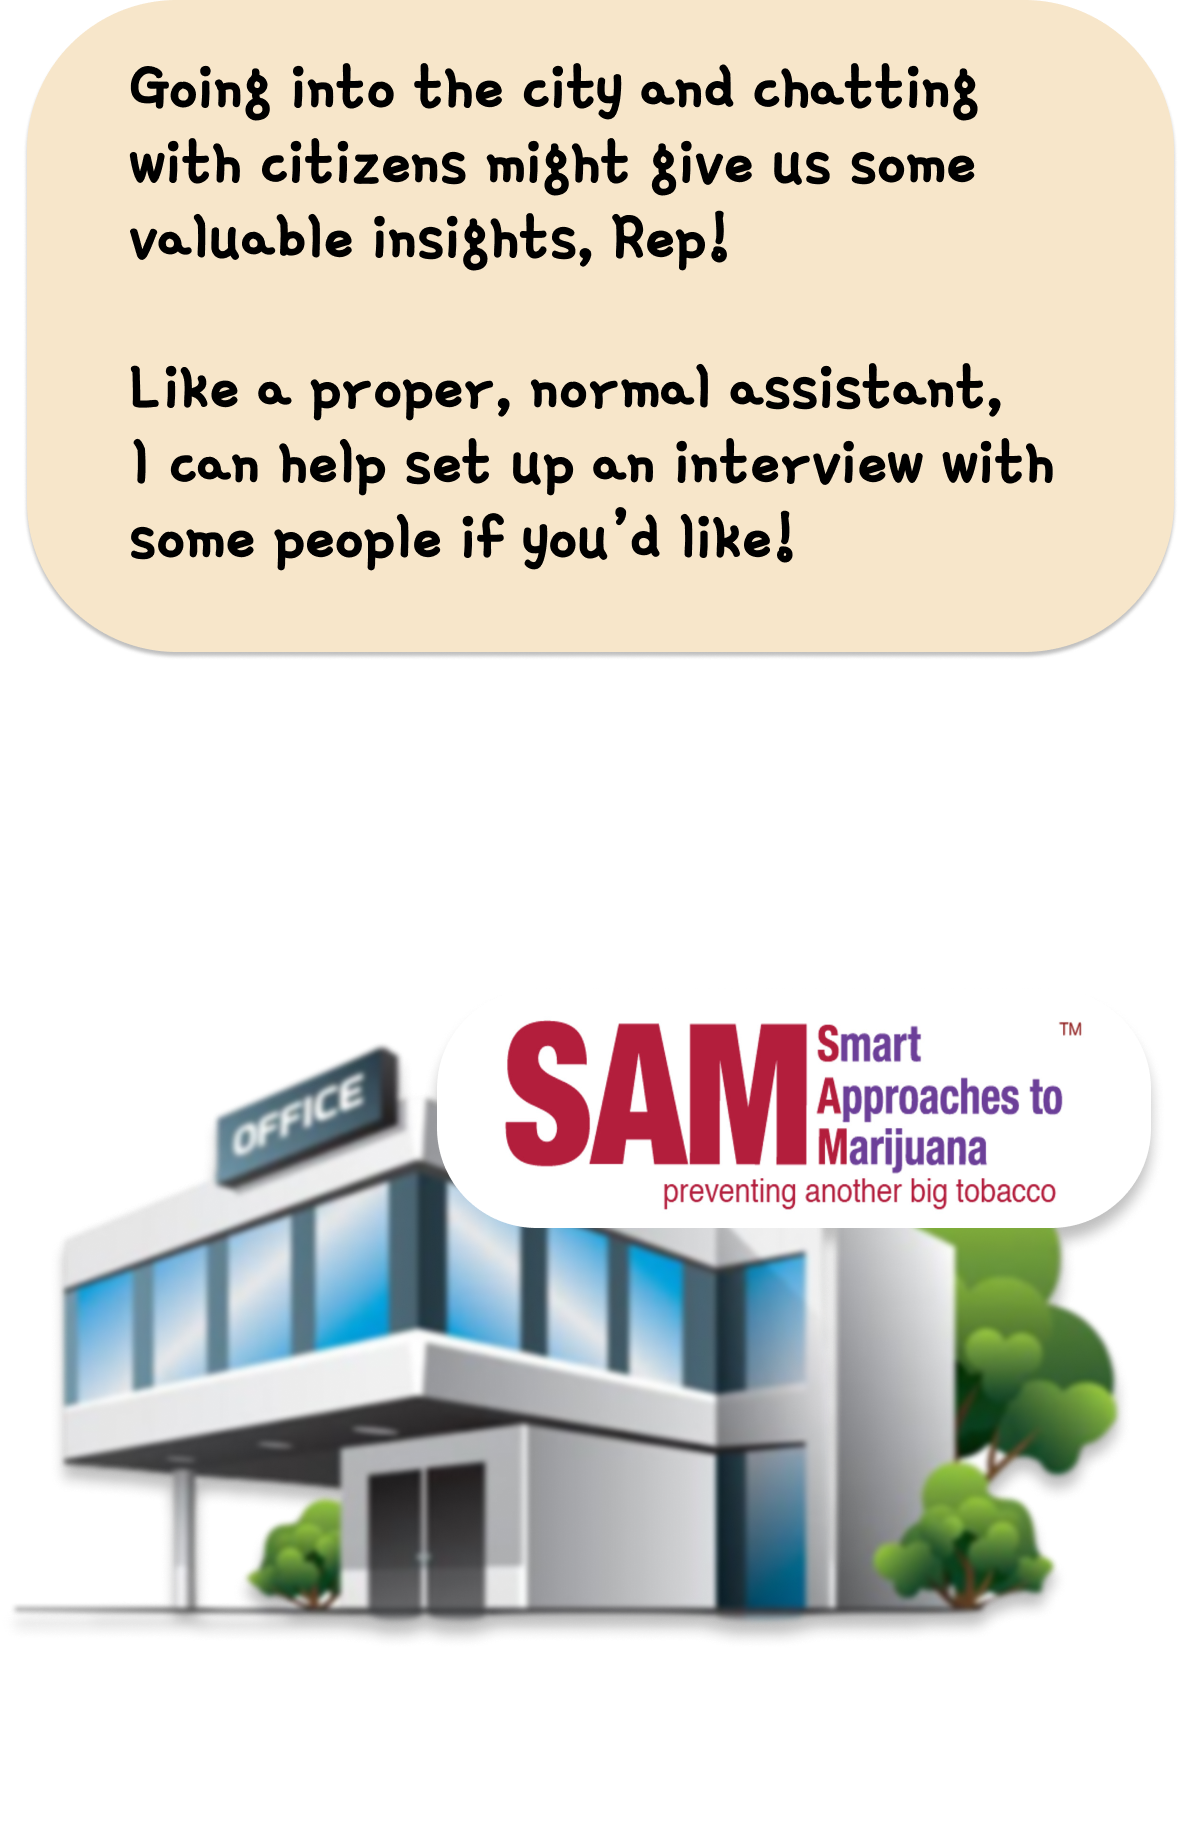 Going into the city and chatting
with citizens might give us some
valuable insights, Rep!
Like a proper, normal assistant,
I can help set up an interview with
some people if you'd like!
SAM
Smart
Approaches to
Marijuana
™
preventing another big tobacco
OFFICE